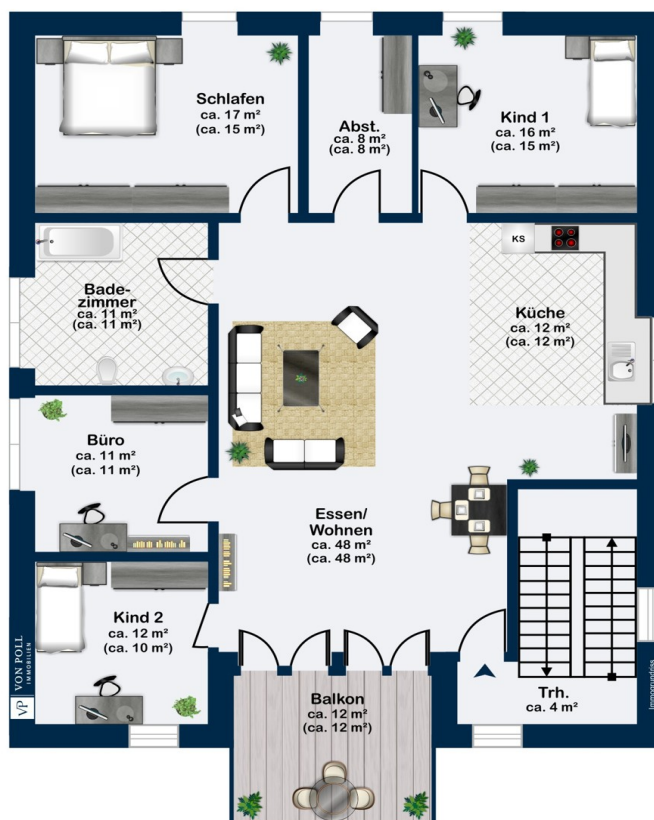 Schlafen
ca. 17 m²
(ca. 15 m²)
Abst.
ca. 8 m²
(ca. 8 m²)
Kind 1
ca. 16 m²
(ca. 15 m²)
Bade-
zimmer
ca. 11 m²
(ca. 11 m²)
KS
Küche
ca. 12 m²
(ca. 12 m²)
Büro
ca. 11 m²
(ca. 11 m²)
Essen/
Wohnen
ca. 48 m²
(ca. 48 m²)
Kind 2
ca. 12 m²
(ca. 10 m²)
Balkon
ca. 12 m²
(ca. 12 m²)
Trh.
ca. 4 m²
VP
VON POLL
IMMOBILIEN
Immogrundriss